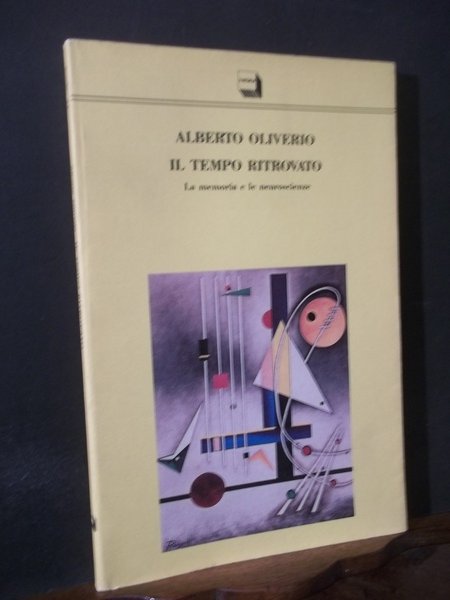 ALBERTO OLIVERIO
IL TEMPO RITROVATO
La memoria e le neuroscienze